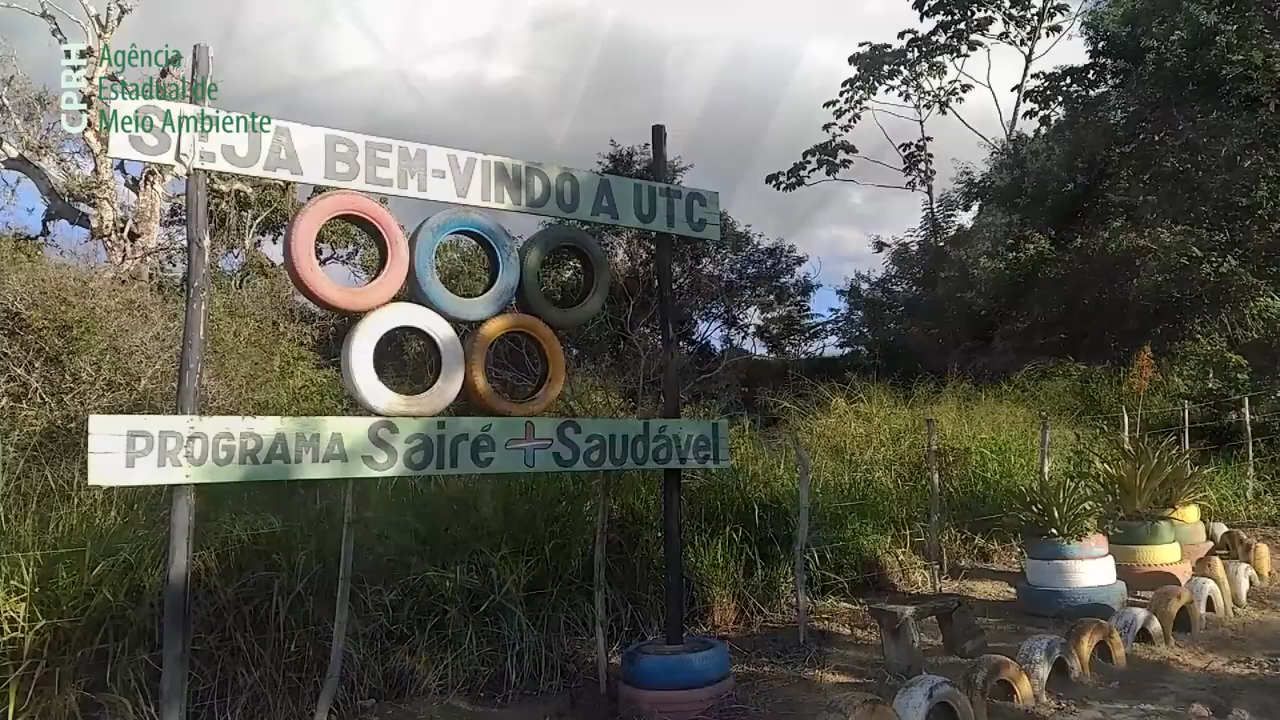 CPRH
Agência
Estadual de
Meio Ambiente
SEJA BEM-VINDO A UTC
PROGRAMA Sairé + Saudável